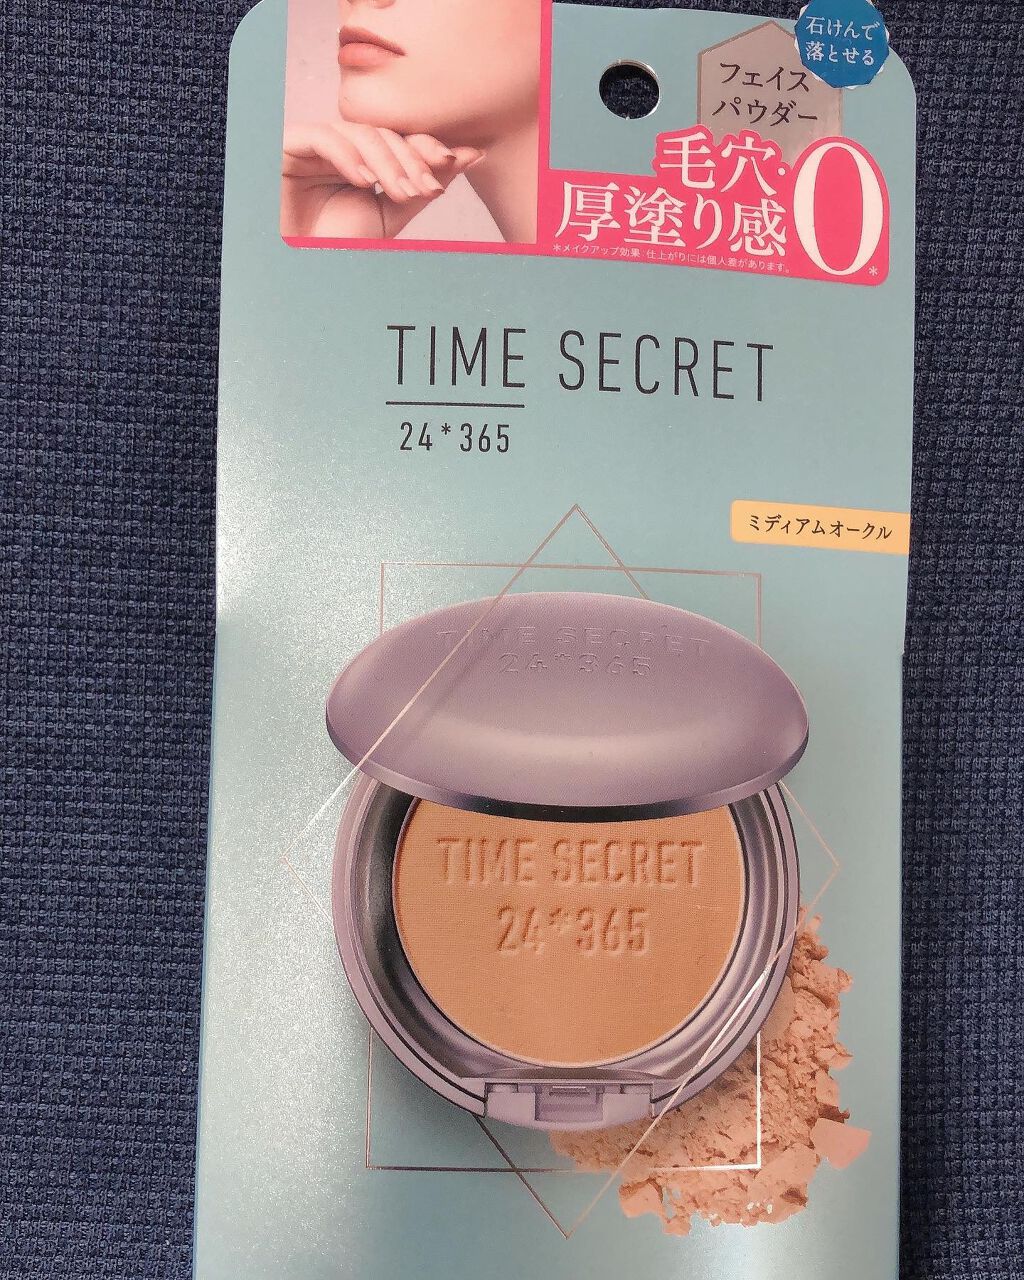 石けんで
落とせる
フェイス
パウダー
毛穴・
厚塗り感0*
*メイクアップ効果 仕上がりには個人差があります。
TIME SECRET
24*365
ミディアムオークル
TIME SECRET
24*365
TIME SECRET
24*365